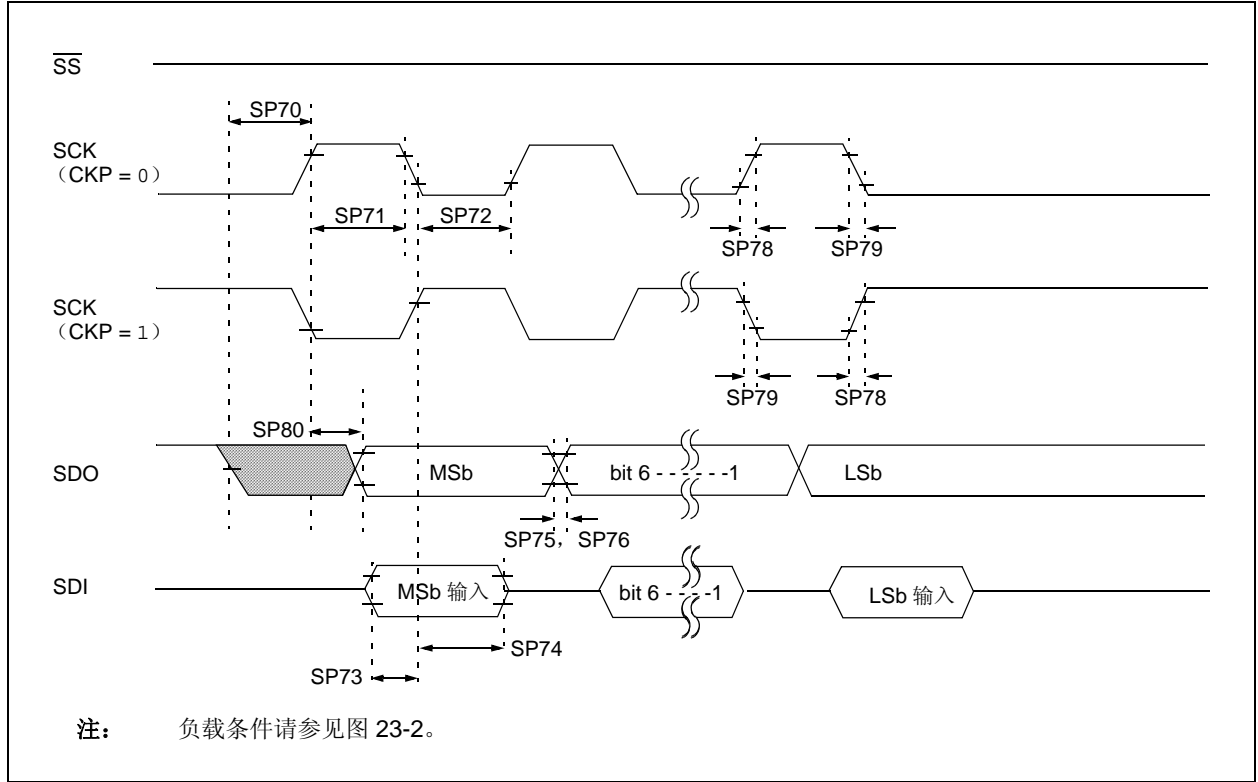 SS
SP70
SCK
（CKP = 0）
SP71
SP72
SP78
SP79
SCK
（CKP = 1）
SP79
SP78
SP80
SDO
MSb
bit 6 - - - - - - -1
LSb
SP75， SP76
SDI
MSb 输入
bit 6 - - - - -1
LSb 输入
SP74
SP73
注： 负载条件请参见图 23-2。